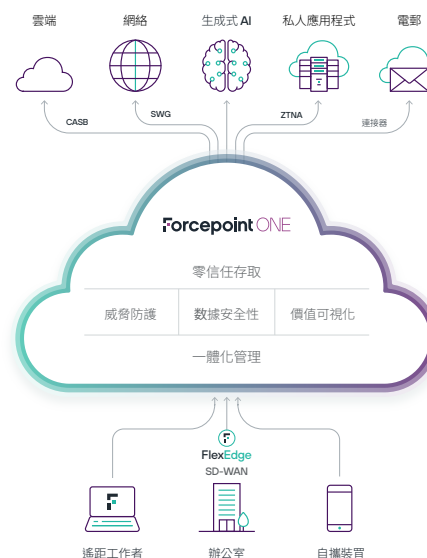 雲端 網絡 生成式 AI 私人應用程式 電郵
CASB SWG ZTNA 連接器
Forcepoint ONE
零信任存取
威脅防護 數據安全性 價值可視化
一體化管理
FlexEdge
SD-WAN
遙距工作者 辦公室 自攜裝買